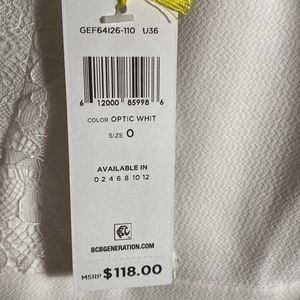 GEF64I26-110 U36
6 12000 85998 6
COLOR OPTIC WHIT
SIZE 0
AVAILABLE IN
0 2 4 6 8 10 12
BCBGENERATION.COM
MSRP $118.00